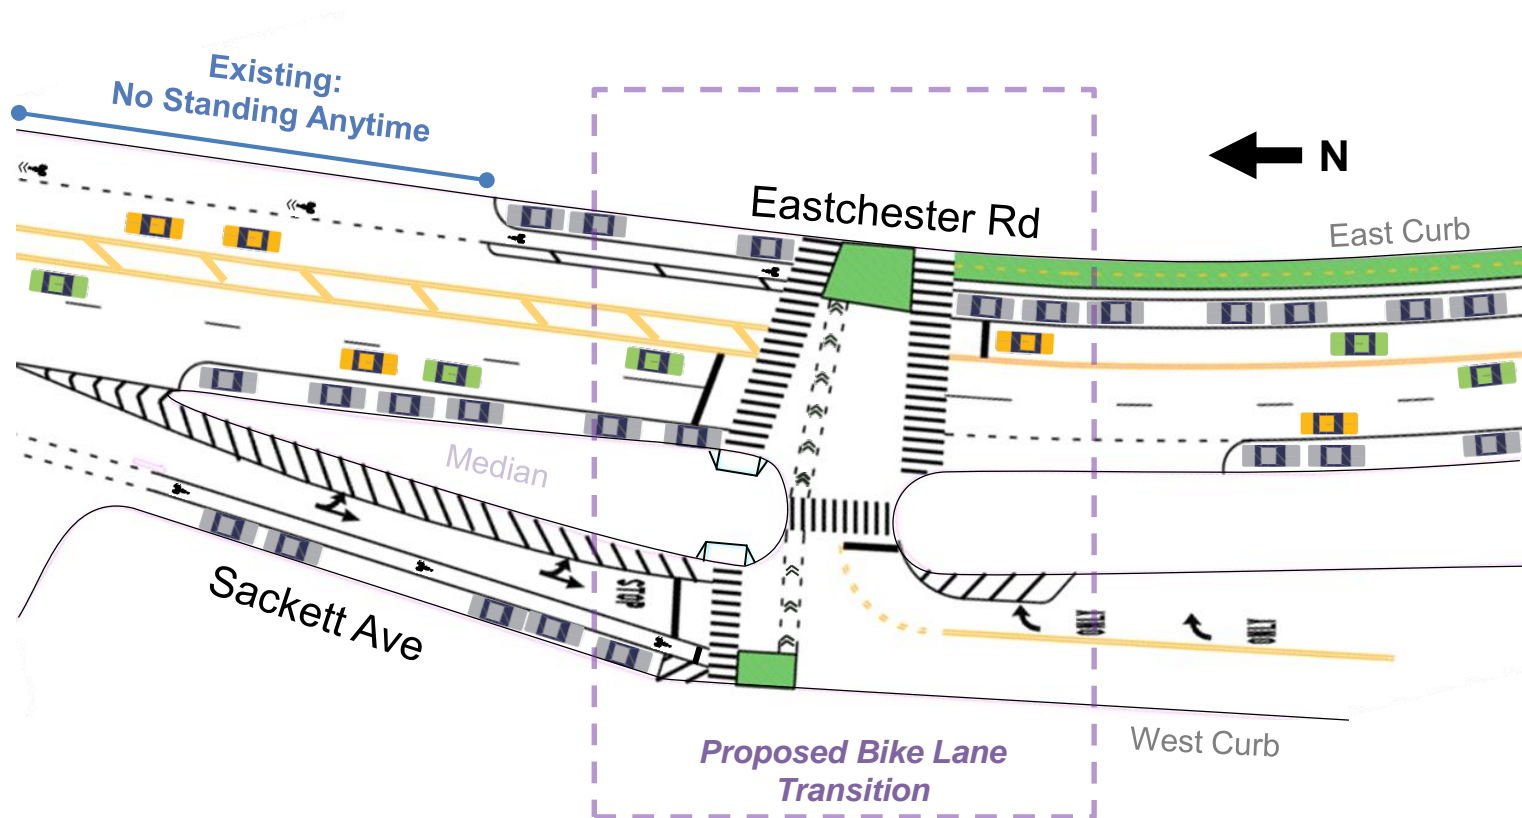 Existing:
No Standing Anytime
N
Eastchester Rd
East Curb
Median
STOP
Sackett Ave
ONLY
ONLY
West Curb
Proposed Bike Lane
Transition